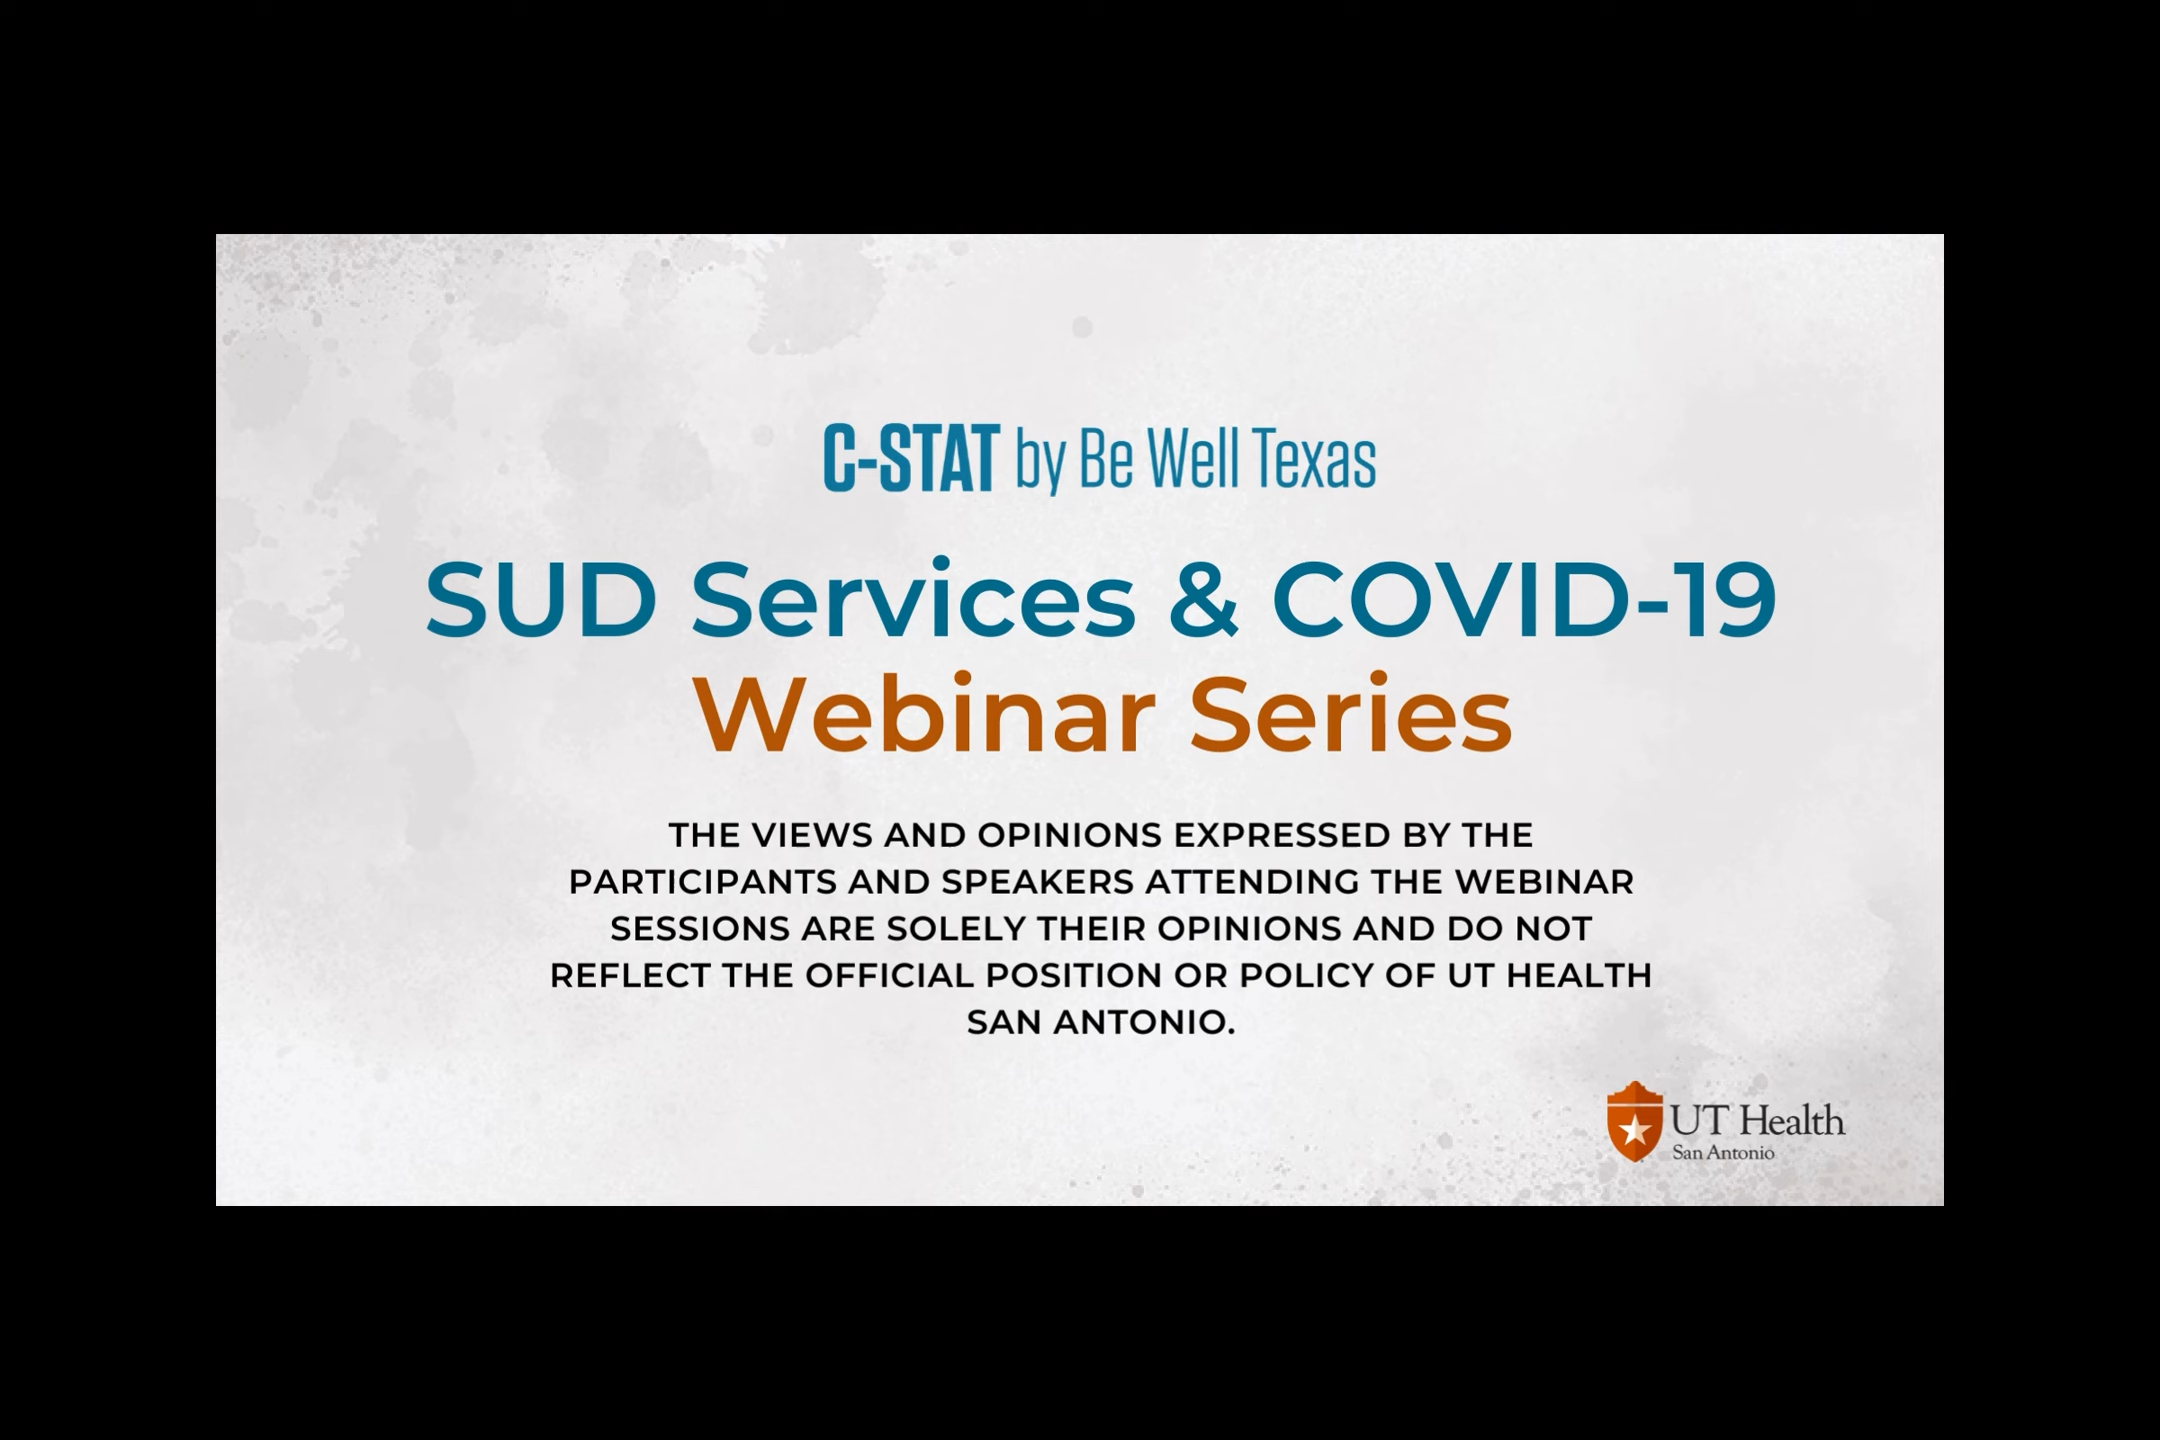 C-STAT by Be Well Texas
SUD Services & COVID-19
Webinar Series
THE VIEWS AND OPINIONS EXPRESSED BY THE
PARTICIPANTS AND SPEAKERS ATTENDING THE WEBINAR
SESSIONS ARE SOLELY THEIR OPINIONS AND DO NOT
REFLECT THE OFFICIAL POSITION OR POLICY OF UT HEALTH
SAN ANTONIO.
UT Health
San Antonio